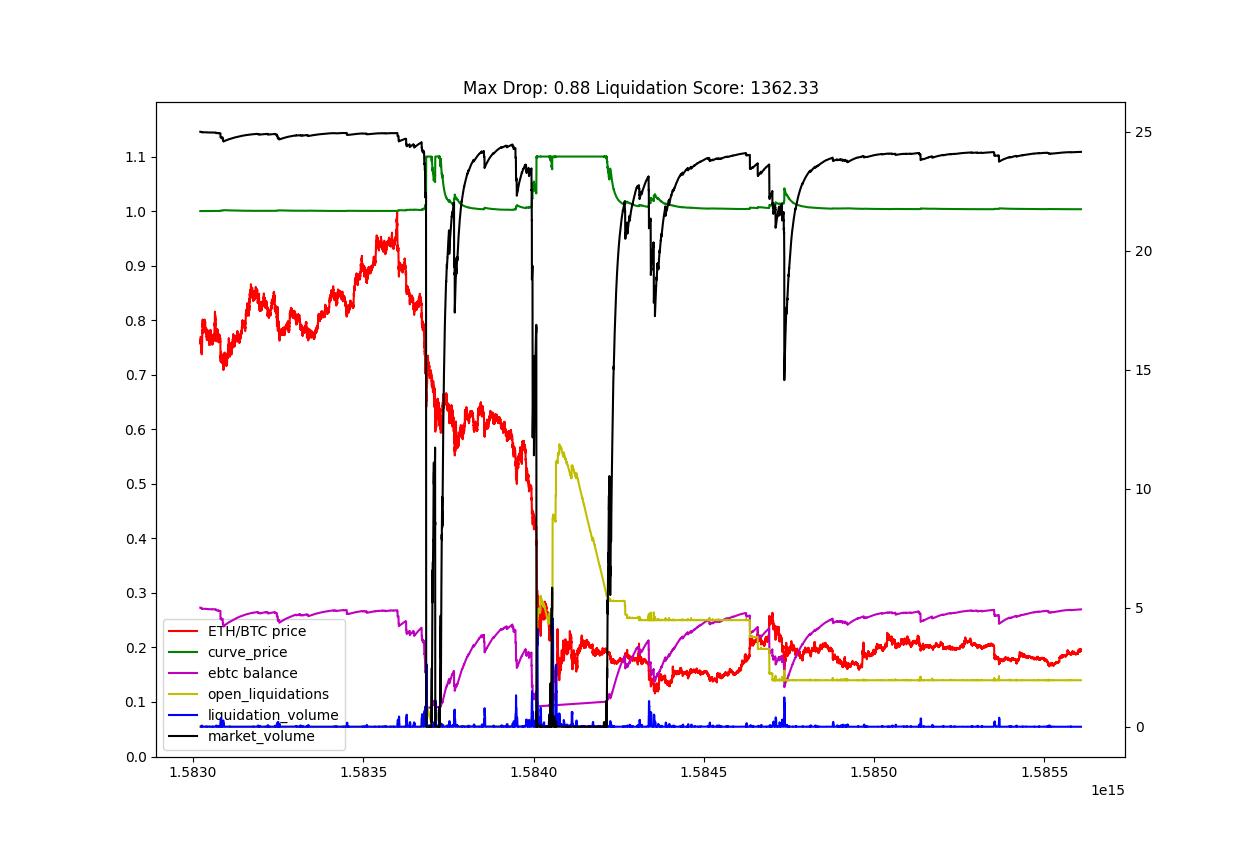 Max Drop: 0.88 Liquidation Score: 1362.33
1.1
1.0
0.9
0.8
0.7
0.6
0.5
0.4
0.3
0.2
0.1
0.0
25
20
15
10
5
0
ETH/BTC price
curve_price
ebtc balance
open_liquidations
liquidation_volume
market_volume
1.5830 1.5835 1.5840 1.5845 1.5850 1.5855
1e15